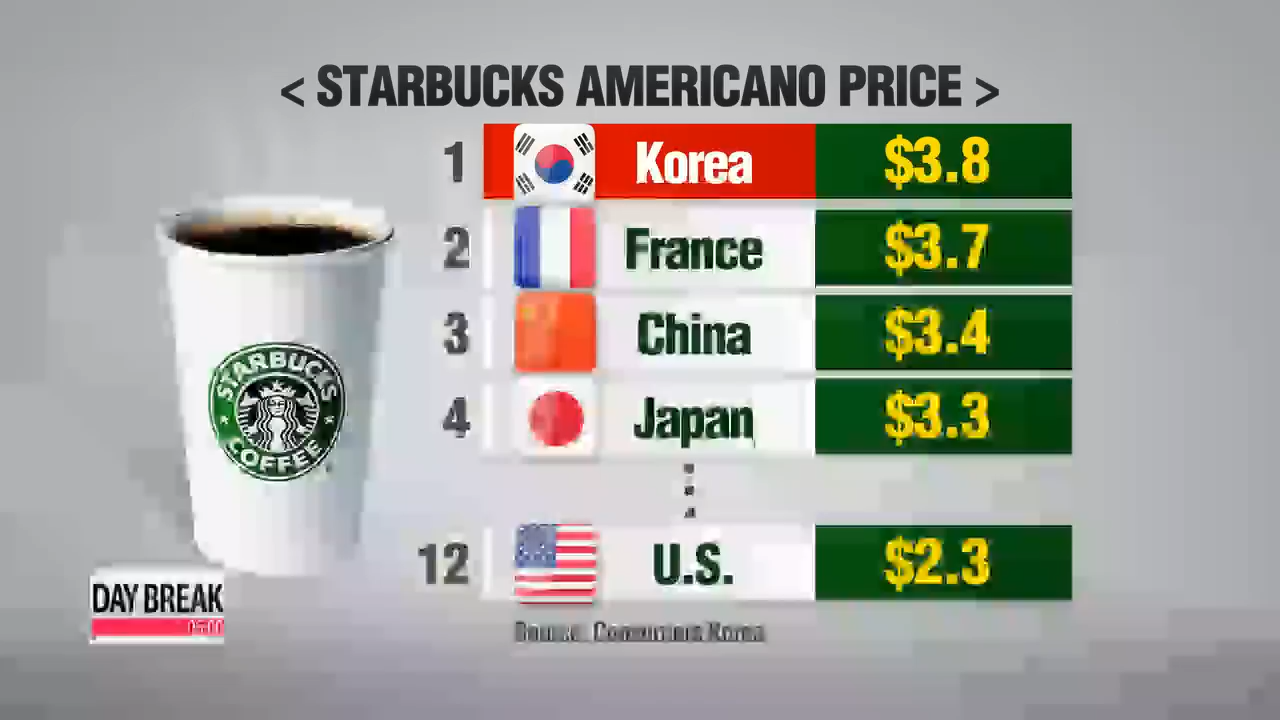 < STARBUCKS AMERICANO PRICE >
1 Korea $3.8
2 France $3.7
3 China $3.4
4 Japan $3.3
12 U.S. $2.3
STARBUCKS
COFFEE
DAY BREAK
Korea